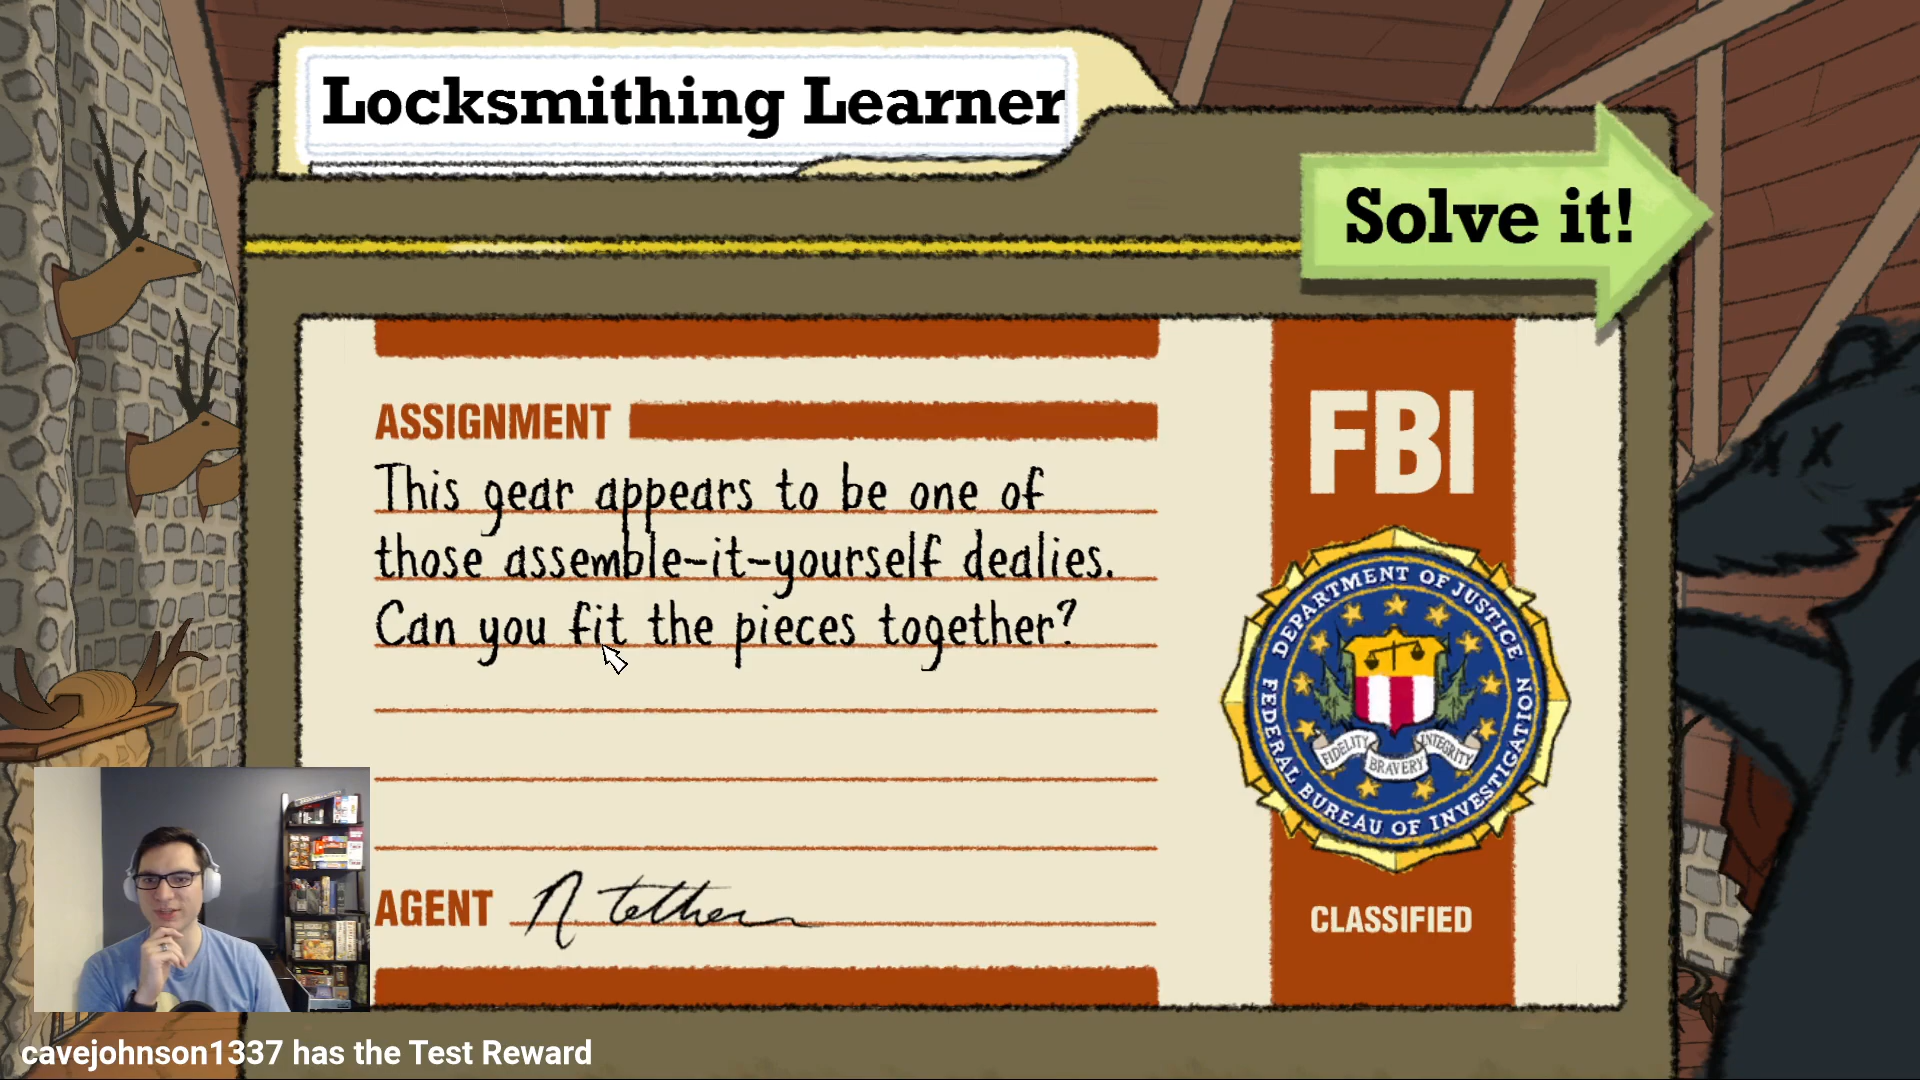 Locksmithing Learner
Solve it!
ASSIGNMENT
This gear appears to be one of
those assemble-it-yourself dealies.
Can you fit the pieces together?
AGENT N Tether
FBI
DEPARTMENT OF JUSTICE
FEDERAL BUREAU OF INVESTIGATION
FIDELITY
BRAVERY
INTEGRITY
CLASSIFIED
cavejohnson1337 has the Test Reward